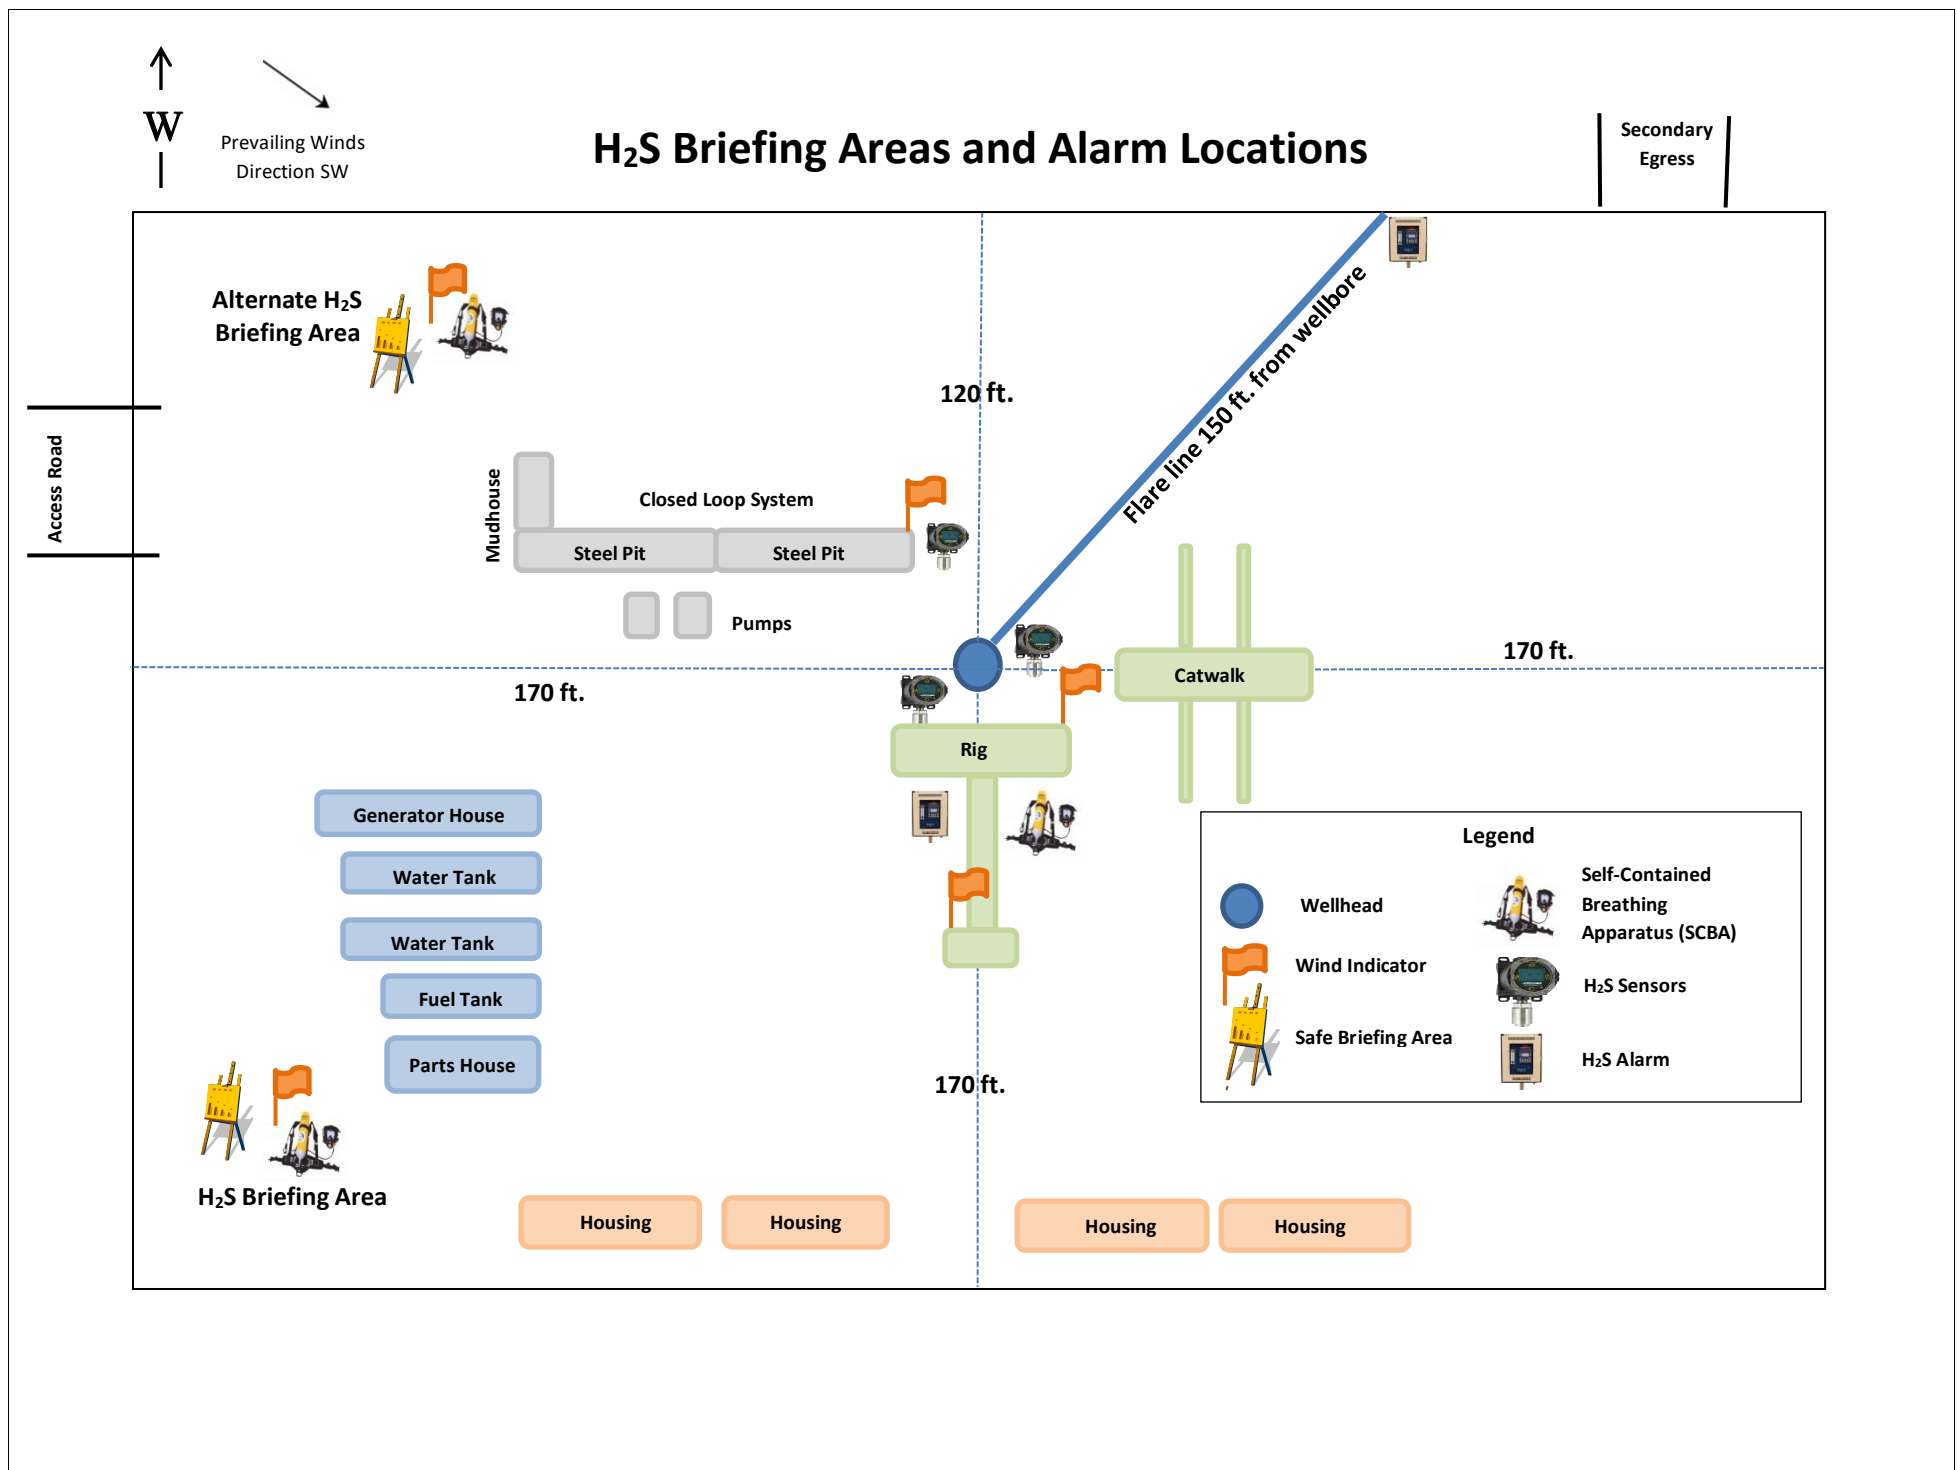 W
Prevailing Winds
Direction SW
H₂S Briefing Areas and Alarm Locations
Secondary
Egress
Alternate H₂S
Briefing Area
120 ft.
Flare line 150 ft. from wellbore
Access Road
Mudhouse
Closed Loop System
Steel Pit
Steel Pit
Pumps
170 ft.
170 ft.
Catwalk
Rig
Generator House
Water Tank
Water Tank
Fuel Tank
Parts House
170 ft.
H₂S Briefing Area
Housing
Housing
Housing
Housing
Legend
Wellhead
Wind Indicator
Safe Briefing Area
Self-Contained
Breathing
Apparatus (SCBA)
H₂S Sensors
H₂S Alarm